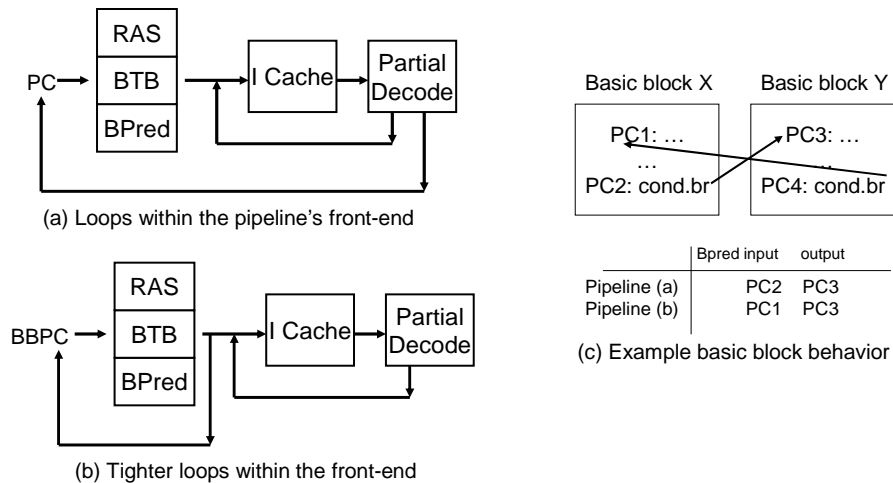 RAS
BTB
BPred
PC
I Cache
Partial
Decode
(a) Loops within the pipeline's front-end
RAS
BTB
BPred
BBPC
I Cache
Partial
Decode
(b) Tighter loops within the front-end
Basic block X
Basic block Y
PC1: …
…
PC2: cond.br
PC3: …
..
PC4: cond.br
Bpred input output
Pipeline (a) PC2 PC3
Pipeline (b) PC1 PC3
(c) Example basic block behavior